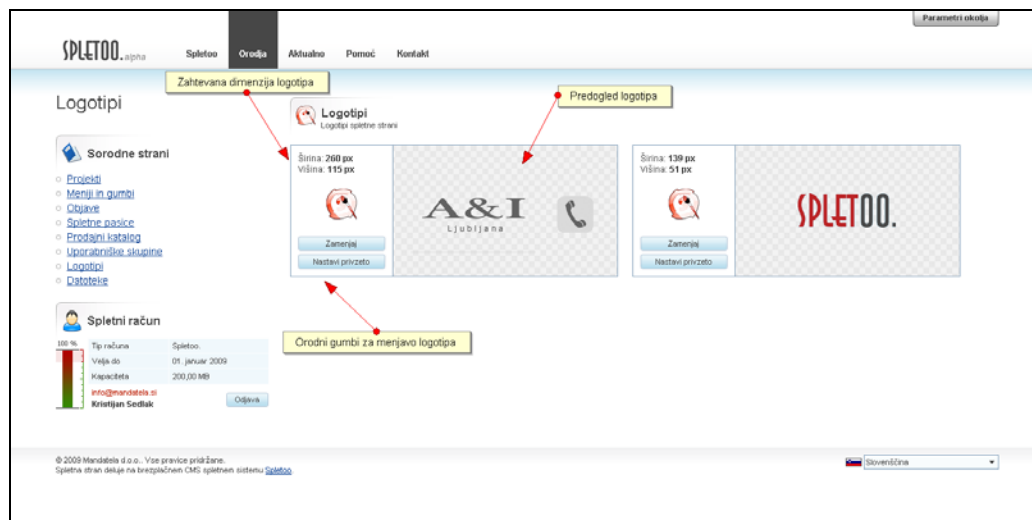 Parametri okolja
SPLETOO.alpha
Spletoo Orodja Aktualno Pomoč Kontakt
Zahtevana dimenzija logotipa
Predogled logotipa
Logotipi
Logotipi
Logotipi spletne strani
Sorodne strani
Projekti
Meniji in gumbi
Objave
Spletne pasice
Prodajni katalog
Uporabniške skupine
Logotipi
Datoteke
Širina: 260 px
Višina: 115 px
Zamenjaj
Nastavi privzeto
A&I
Ljubljana
Širina: 139 px
Višina: 51 px
Zamenjaj
Nastavi privzeto
SPLETOO.
Orodni gumbi za menjavo logotipa
Spletni račun
100 %
Tip računa Spletoo.
Velja do 01. januar 2009
Kapaciteta 200,00 MB
info@mandatela.si
Kristijan Sedlak
Odjava
© 2009 Mandatela d.o.o.. Vse pravice pridržane.
Spletna stran deluje na brezplačnem CMS spletnem sistemu Spletoo
Slovenščina